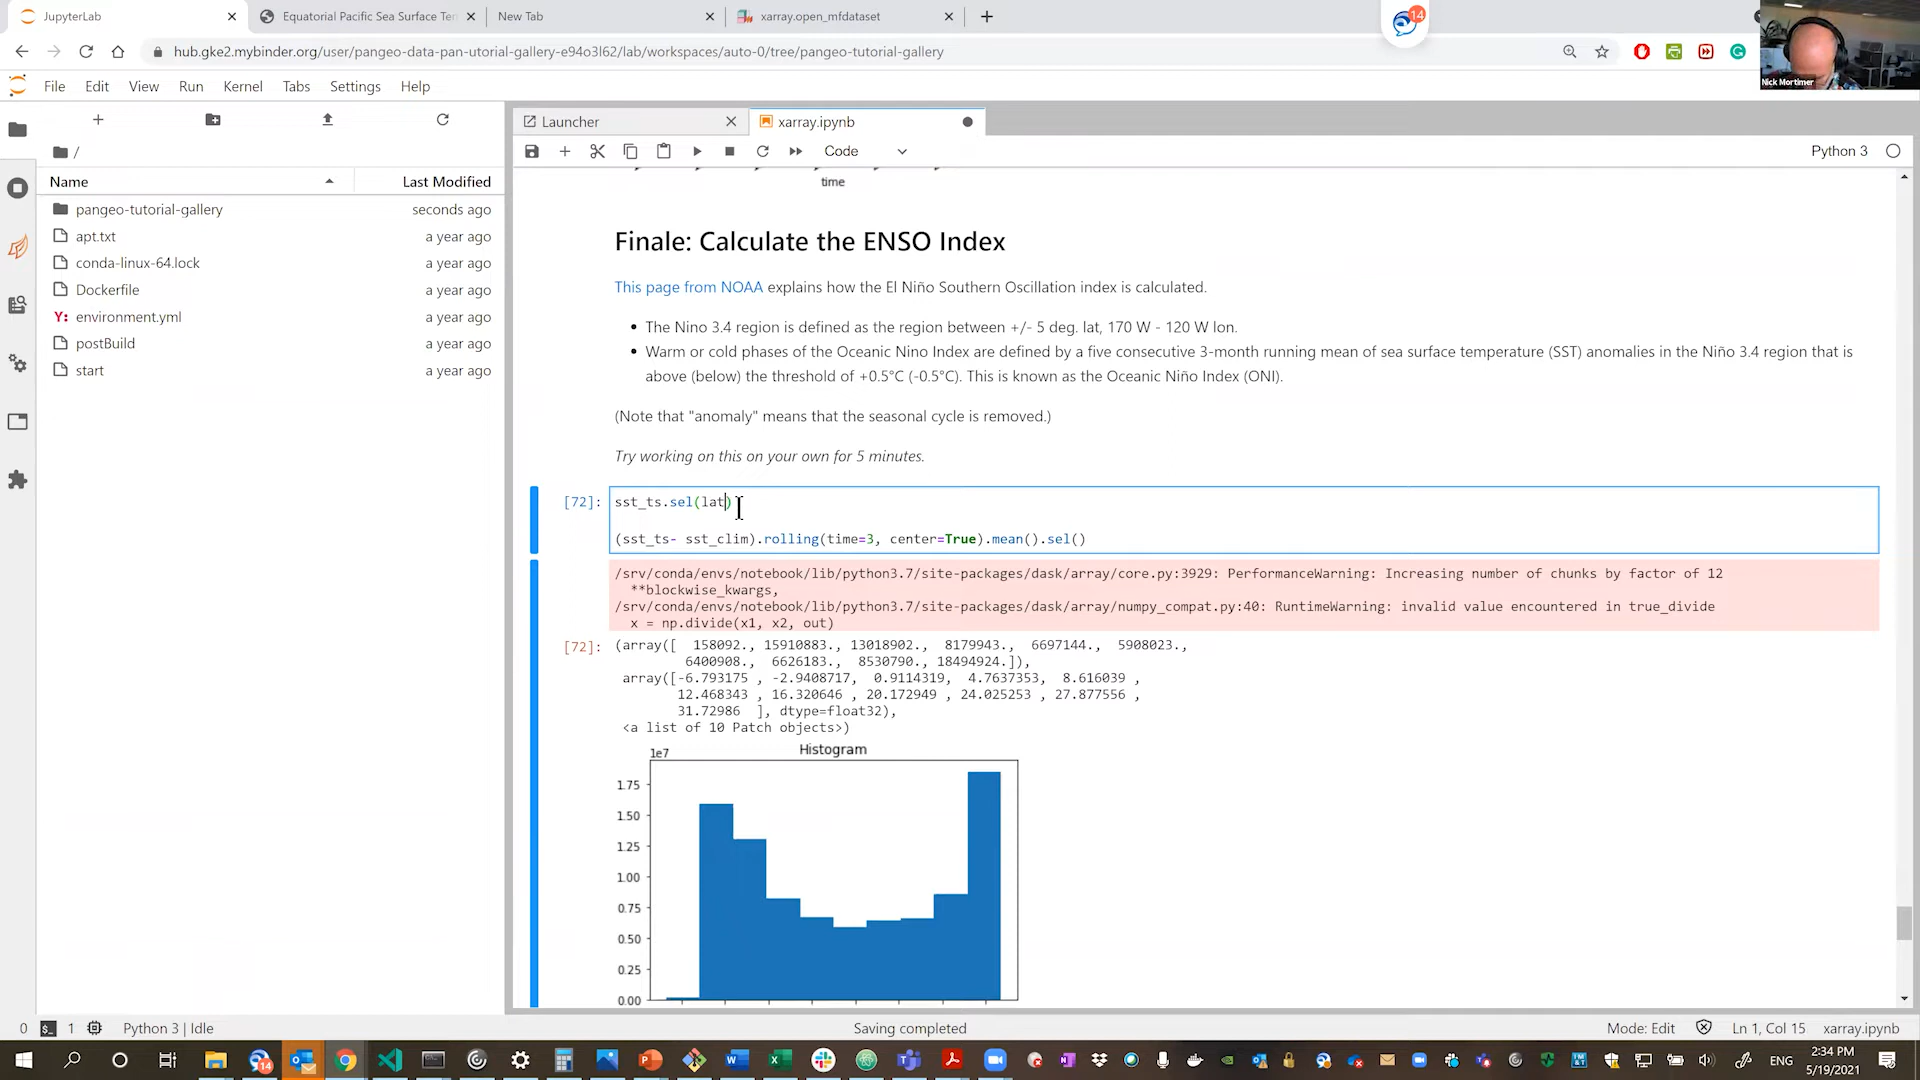 JupyterLab
Equatorial Pacific Sea Surface Ter
New Tab
xarray.open_mfdataset
14
hub.gke2.mybinder.org/user/pangeo-data-pan-utorial-gallery-e94o3l62/lab/workspaces/auto-0/tree/pangeo-tutorial-gallery
Nick Mortimer
File Edit View Run Kernel Tabs Settings Help
Launcher
xarray.ipynb
Code
Python 3
/
Name Last Modified
pangeo-tutorial-gallery seconds ago
apt.txt a year ago
conda-linux-64.lock a year ago
Dockerfile a year ago
Y: environment.yml a year ago
postBuild a year ago
start a year ago
time
Finale: Calculate the ENSO Index
This page from NOAA explains how the El Niño Southern Oscillation index is calculated.
• The Nino 3.4 region is defined as the region between +/- 5 deg. lat, 170 W - 120 W lon.
• Warm or cold phases of the Oceanic Nino Index are defined by a five consecutive 3-month running mean of sea surface temperature (SST) anomalies in the Niño 3.4 region that is
above (below) the threshold of +0.5°C (-0.5°C). This is known as the Oceanic Niño Index (ONI).
(Note that "anomaly" means that the seasonal cycle is removed.)
Try working on this on your own for 5 minutes.
[72]: sst_ts.sel(lat)
(sst_ts- sst_clim).rolling(time=3, center=True).mean().sel()
/srv/conda/envs/notebook/lib/python3.7/site-packages/dask/array/core.py:3929: PerformanceWarning: Increasing number of chunks by factor of 12
**blockwise_kwargs,
/srv/conda/envs/notebook/lib/python3.7/site-packages/dask/array/numpy_compat.py:40: RuntimeWarning: invalid value encountered in true_divide
x = np.divide(x1, x2, out)
[72]: (array([ 158092., 15910883., 13018902., 8179943., 6697144., 5908023.,
6400908., 6626183., 8530790., 18494924.]),
array([-6.793175 , -2.9408717, 0.9114319, 4.7637353, 8.616039 ,
12.468343 , 16.320646 , 20.172949 , 24.025253 , 27.877556 ,
31.72986 ], dtype=float32),
<a list of 10 Patch objects>)
1e7
Histogram
1.75
1.50
1.25
1.00
0.75
0.50
0.25
0.00
0
1
Python 3 | Idle
Saving completed
Mode: Edit
Ln 1, Col 15
xarray.ipynb
14
ENG
2:34 PM
5/19/2021